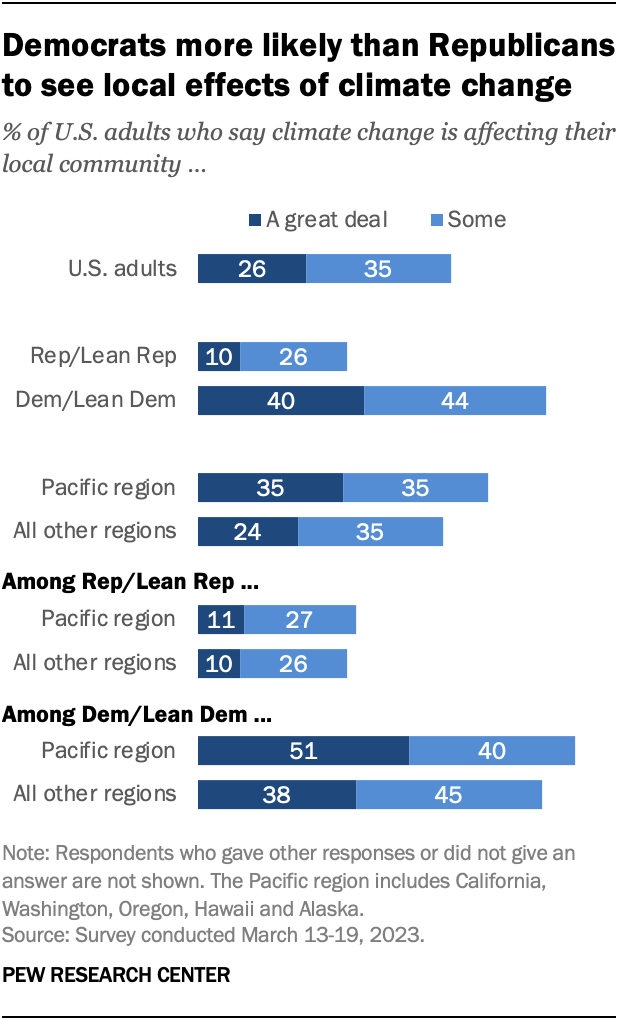 Democrats more likely than Republicans
to see local effects of climate change
% of U.S. adults who say climate change is affecting their
local community ...
A great deal Some
U.S. adults 26 35
Rep/Lean Rep 10 26
Dem/Lean Dem 40 44
Pacific region 35 35
All other regions 24 35
Among Rep/Lean Rep ...
Pacific region 11 27
All other regions 10 26
Among Dem/Lean Dem ...
Pacific region 51 40
All other regions 38 45
Note: Respondents who gave other responses or did not give an
answer are not shown. The Pacific region includes California,
Washington, Oregon, Hawaii and Alaska.
Source: Survey conducted March 13-19, 2023.
PEW RESEARCH CENTER